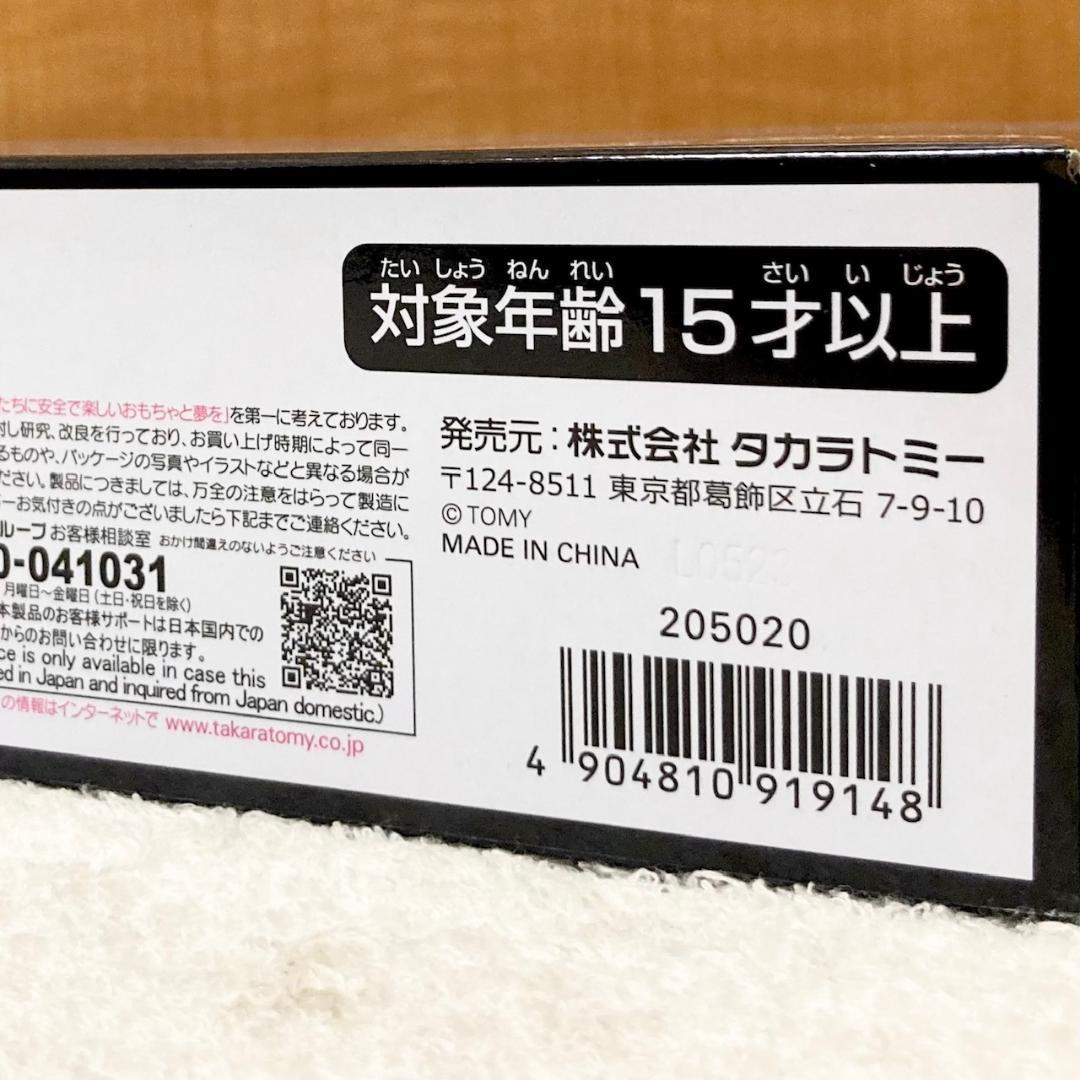 たい しょう ねん れい さい い じょう
対象年齢 15才以上
たちに安全で楽しいおもちゃと夢を」を第一に考えております。
し研究、改良を行っており、お買い上げ時期によって同一
るものや、パッケージの写真やイラストなどと異なる場合が
ださい。製品につきましては、万全の注意をはらって製造に
一お気付きの点がございましたら下記までご連絡ください。
ループお客様相談室 おかけ間違えのないようご注意ください
0-041031
月曜日〜金曜日(土日・祝日を除く)
本製品のお客様サポートは日本国内での
からのお問い合わせに限ります。
ce is only available in case this
ed in Japan and inquired from Japan domestic.)
の情報はインターネットで www.takaratomy.co.jp
発売元:株式会社 タカラトミー
〒124-8511 東京都葛飾区立石 7-9-10
© TOMY
MADE IN CHINA
205020
4 904810 919148